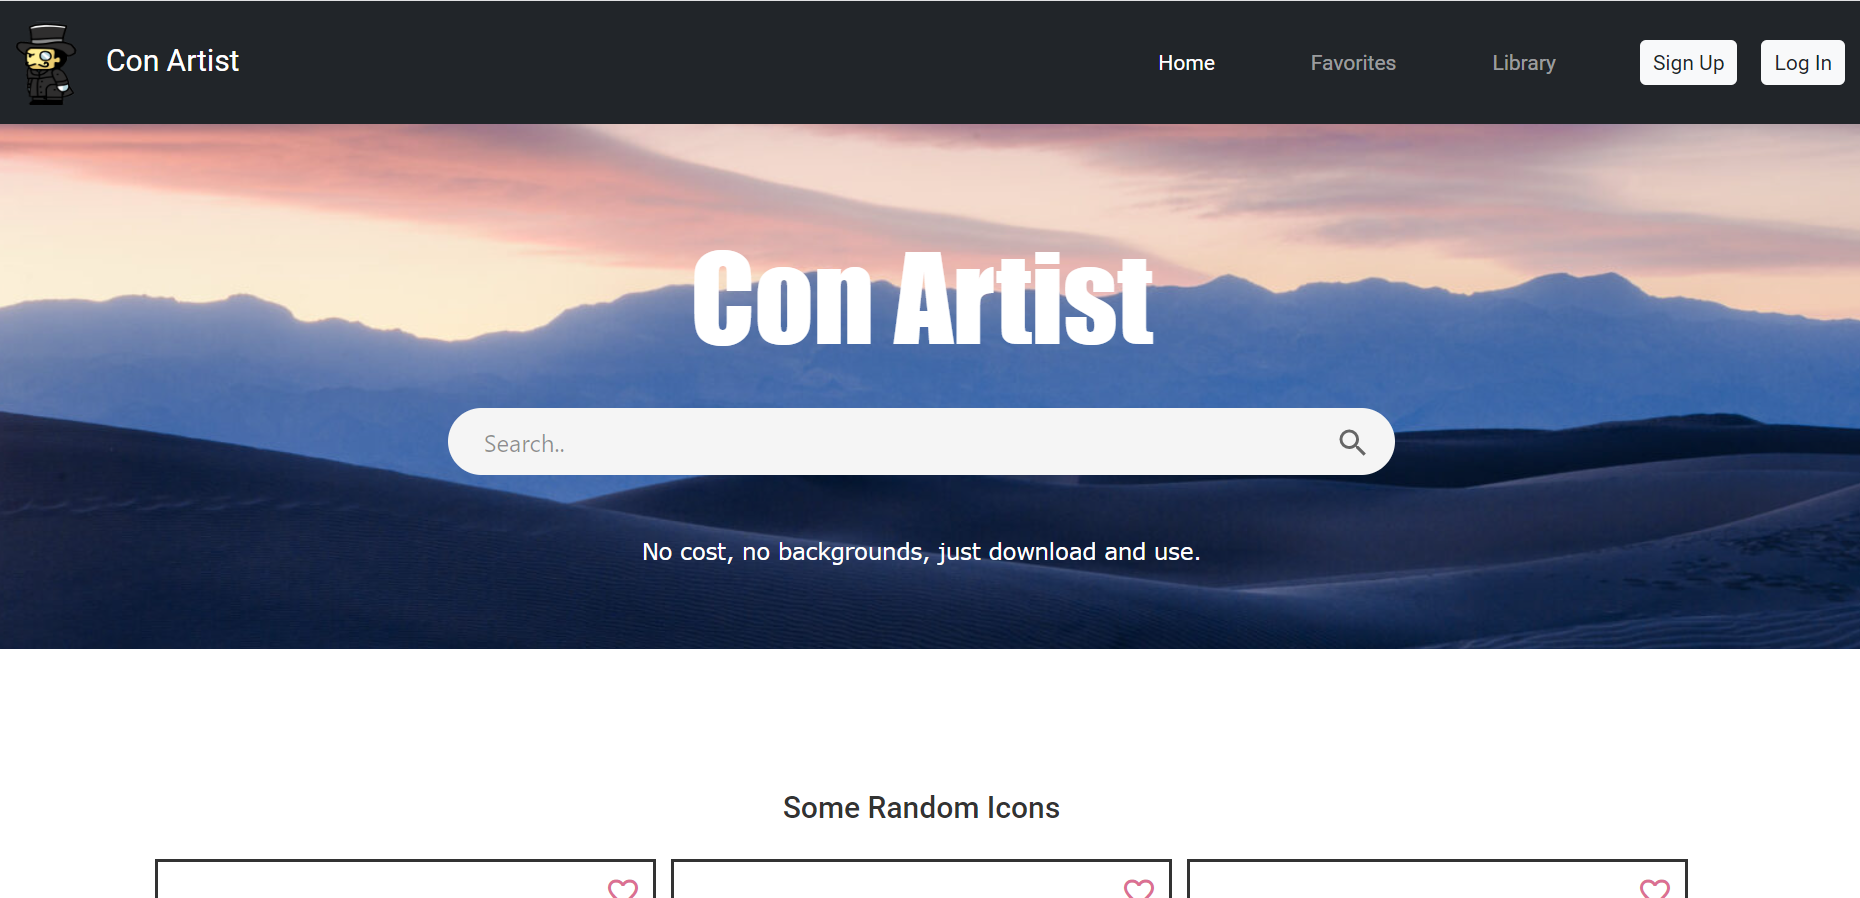 Con Artist
Home
Favorites
Library
Sign Up
Log In
Con Artist
Search..
No cost, no backgrounds, just download and use.
Some Random Icons